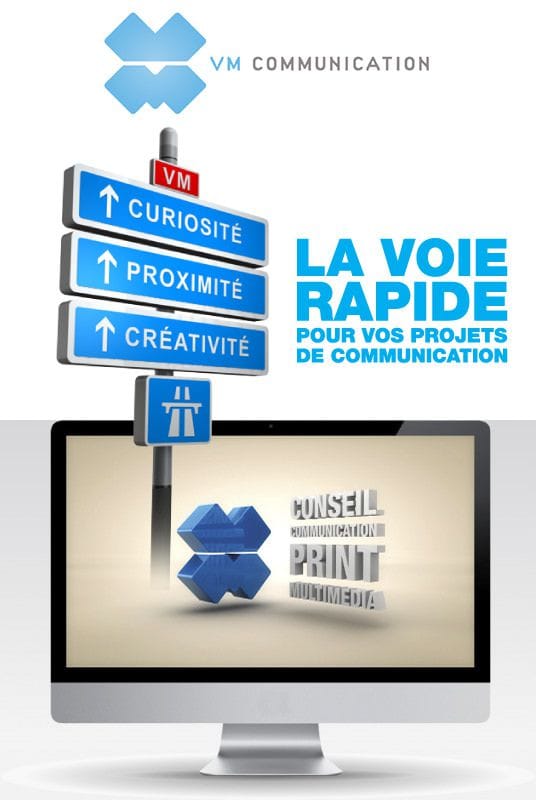 VM COMMUNICATION
VM
CURIOSITÉ
PROXIMITÉ
CRÉATIVITÉ
LA VOIE
RAPIDE
POUR VOS PROJETS
DE COMMUNICATION
CONSEIL
COMMUNICATION
PRINT
MULTIMEDIA